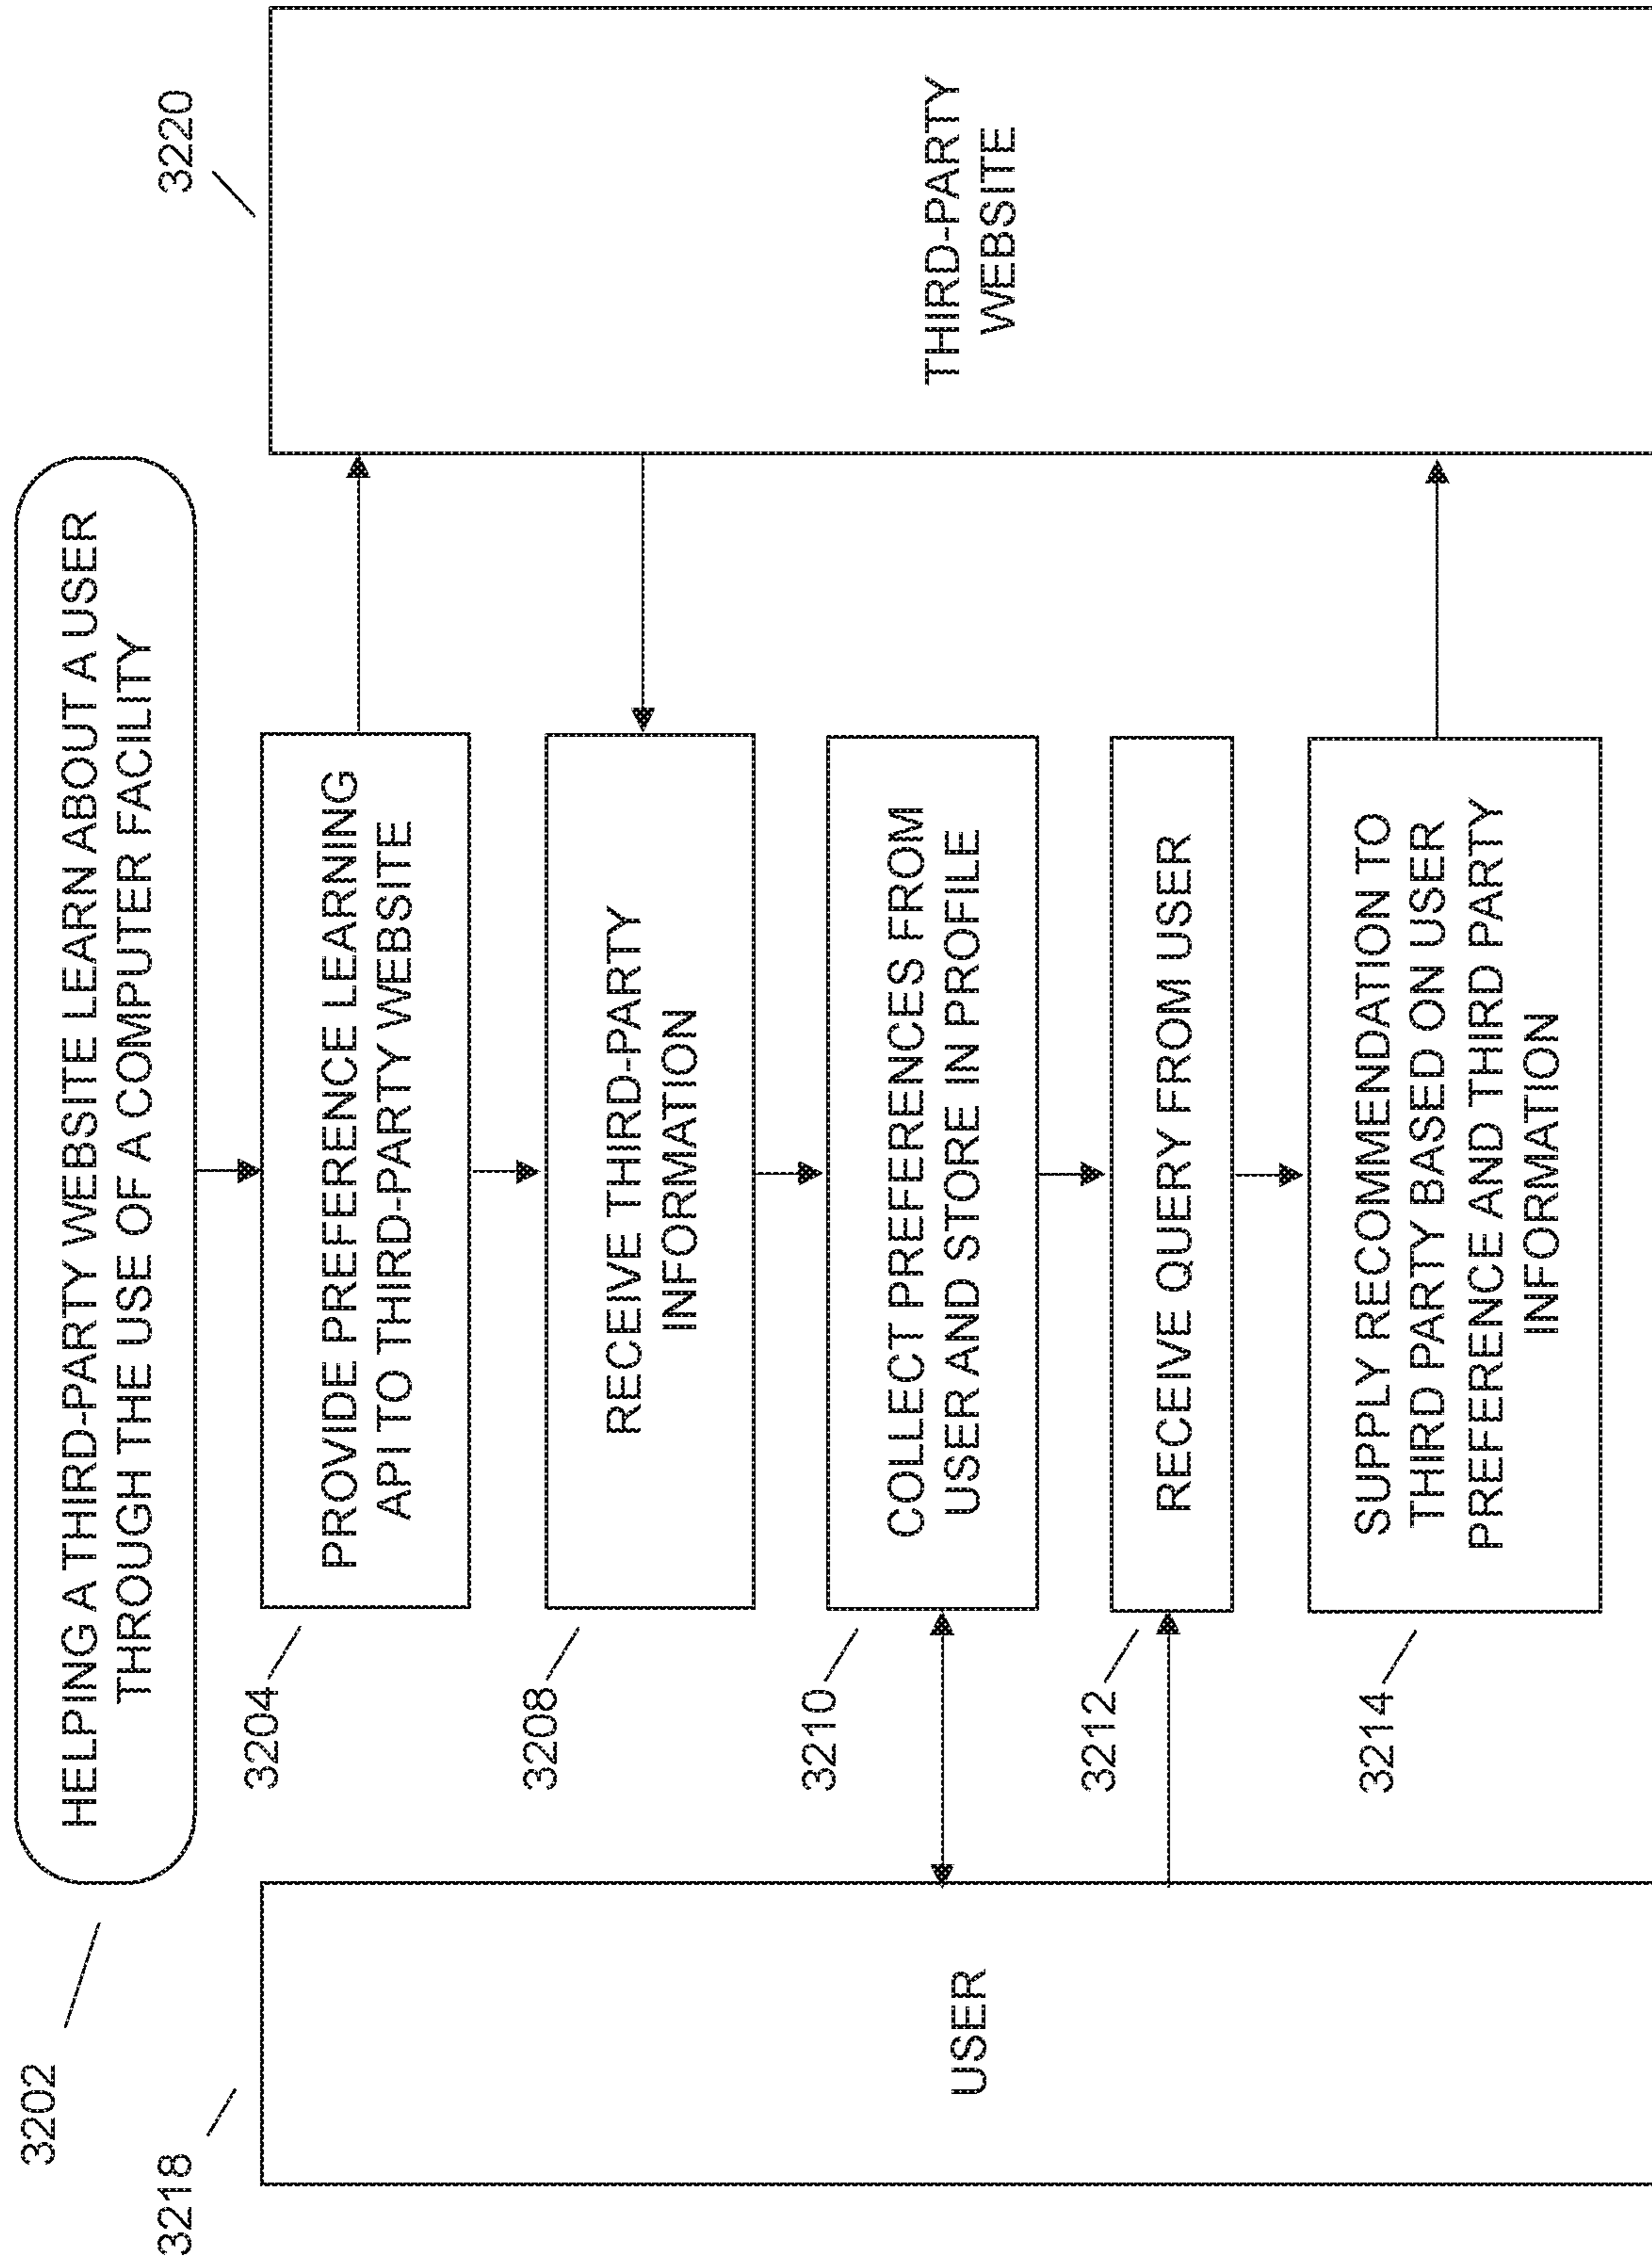 3202
HELPING A THIRD-PARTY WEBSITE LEARN ABOUT A USER
THROUGH THE USE OF A COMPUTER FACILITY
3218
USER
3220
THIRD-PARTY
WEBSITE
3204
PROVIDE PREFERENCE LEARNING
API TO THIRD-PARTY WEBSITE
3208
RECEIVE THIRD-PARTY
INFORMATION
3210
COLLECT PREFERENCES FROM
USER AND STORE IN PROFILE
3212
RECEIVE QUERY FROM USER
3214
SUPPLY RECOMMENDATION TO
THIRD PARTY BASED ON USER
PREFERENCE AND THIRD PARTY
INFORMATION